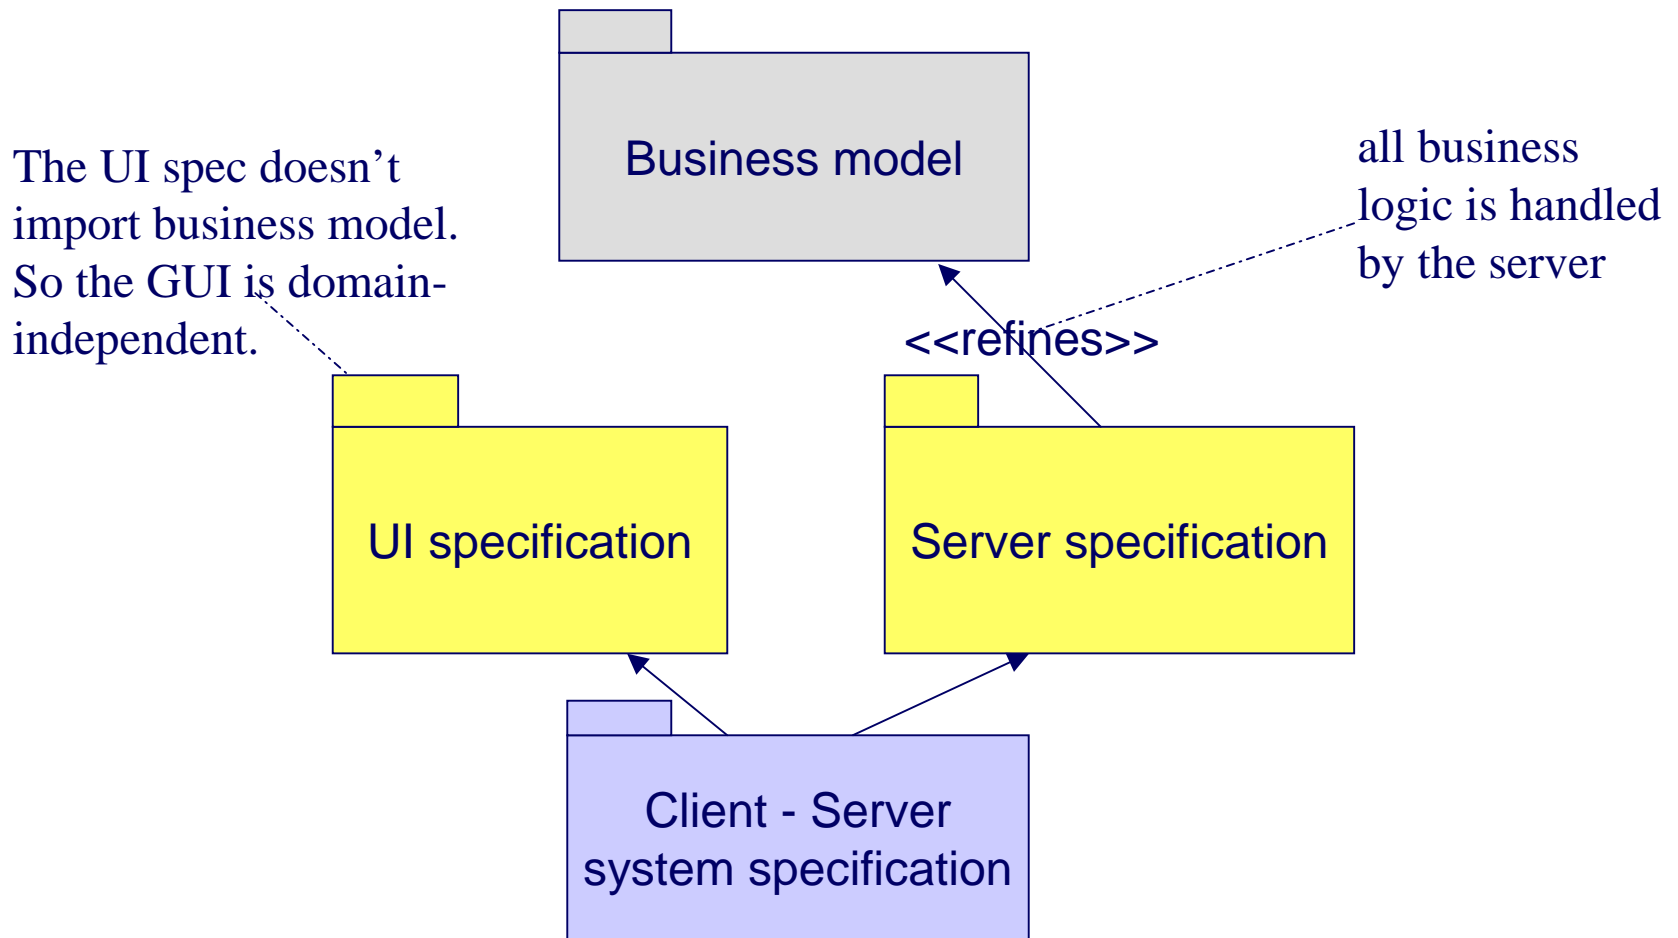 Business model
The UI spec doesn’t
import business model.
So the GUI is domain-
independent.
all business
logic is handled
by the server
<<refines>>
UI specification
Server specification
Client - Server
system specification